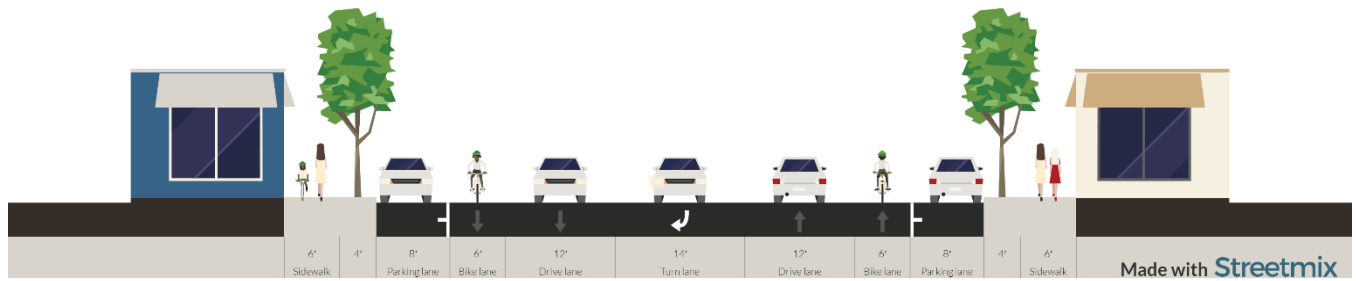 6' 4' 8' 6' 12' 14' 12' 6' 8' 4' 6'
Sidewalk Parking lane Bike lane Drive lane Turn lane Drive lane Bike lane Parking lane Sidewalk
Made with Streetmix